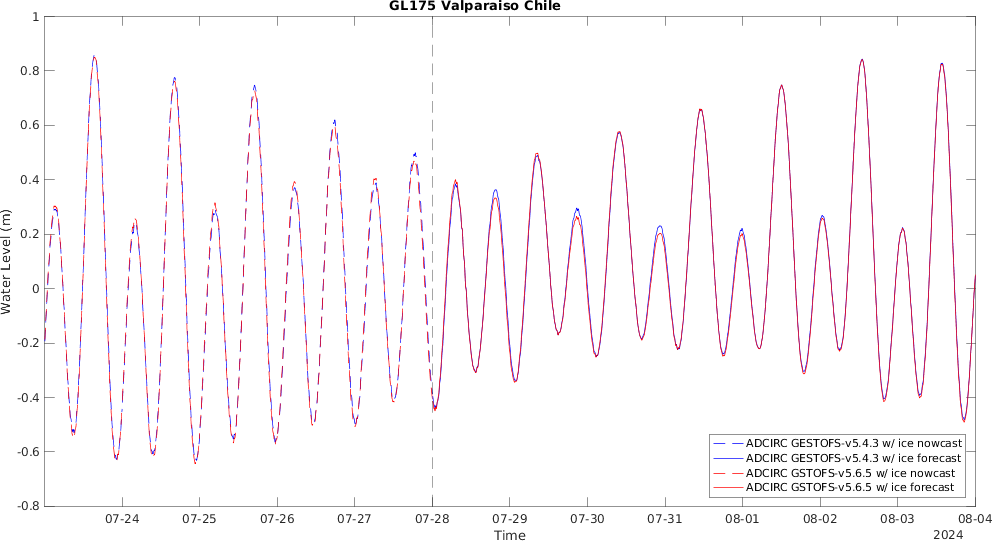 GL175 Valparaiso Chile
Water Level (m)
1
0.8
0.6
0.4
0.2
0
-0.2
-0.4
-0.6
-0.8
ADCIRC GESTOFS-v5.4.3 w/ ice nowcast
ADCIRC GESTOFS-v5.4.3 w/ ice forecast
ADCIRC GSTOFS-v5.6.5 w/ ice nowcast
ADCIRC GSTOFS-v5.6.5 w/ ice forecast
07-24 07-25 07-26 07-27 07-28 07-29 07-30 07-31 08-01 08-02 08-03 08-04
Time
2024